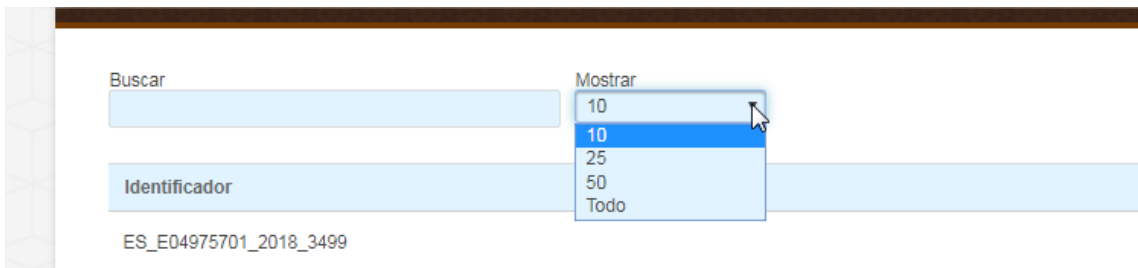 Buscar
Mostrar
10
10
25
50
Todo
Identificador
ES_E04975701_2018_3499